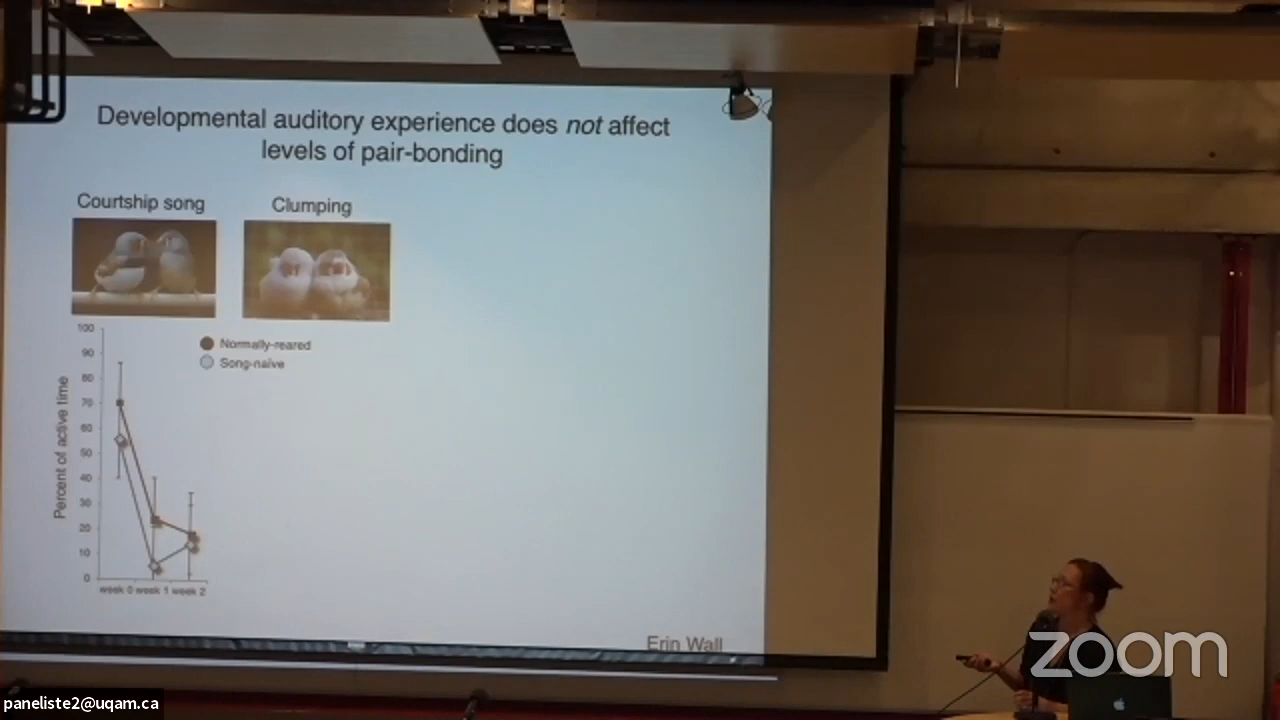 Developmental auditory experience does not affect
levels of pair-bonding
Courtship song
Clumping
100
90
80
70
60
50
40
30
20
10
0
Percent of active time
Normally-reared
Song-naive
week 0 week 1 week 2
Erin Wall
zoom
paneliste2@uqam.ca